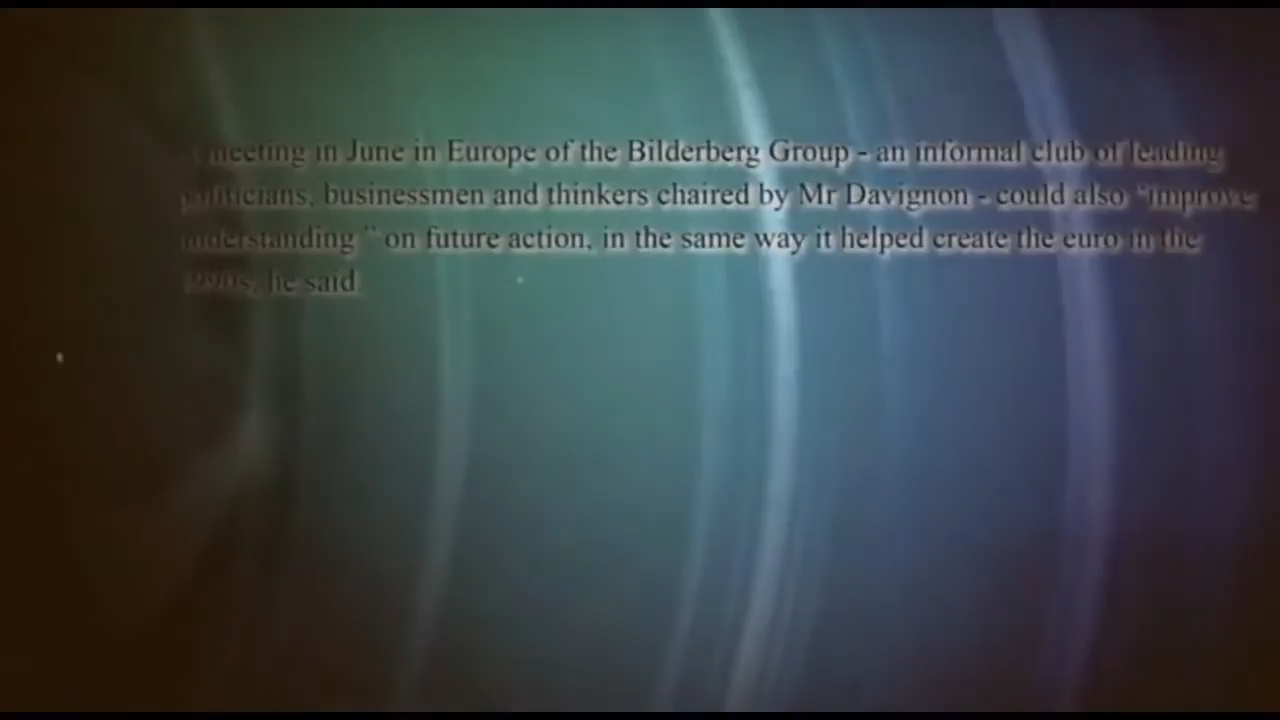 A meeting in June in Europe of the Bilderberg Group - an informal club of leading
politicians, businessmen and thinkers chaired by Mr Davignon - could also “improve
understanding ” on future action, in the same way it helped create the euro in the
1990s, he said.